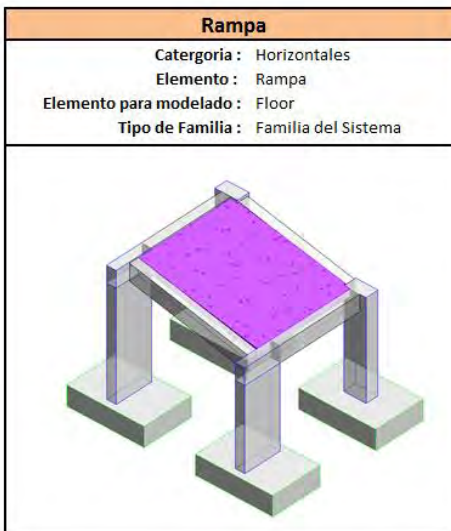 Rampa
Catergoria : Horizontales
Elemento : Rampa
Elemento para modelado : Floor
Tipo de Familia : Familia del Sistema